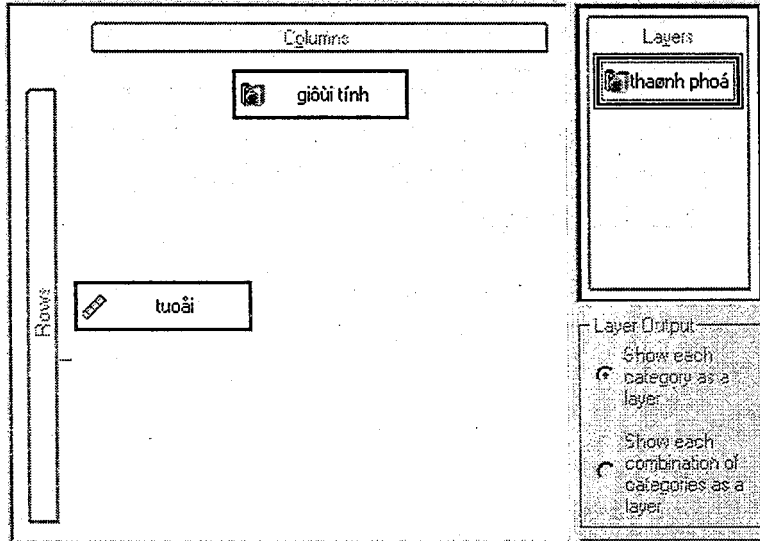 Columns
Layers
giôùi tính
thaønh phoá
Rows
tuoåi
Layer Output
Show each
category as a
layer
Show each
combination of
categories as a
layer